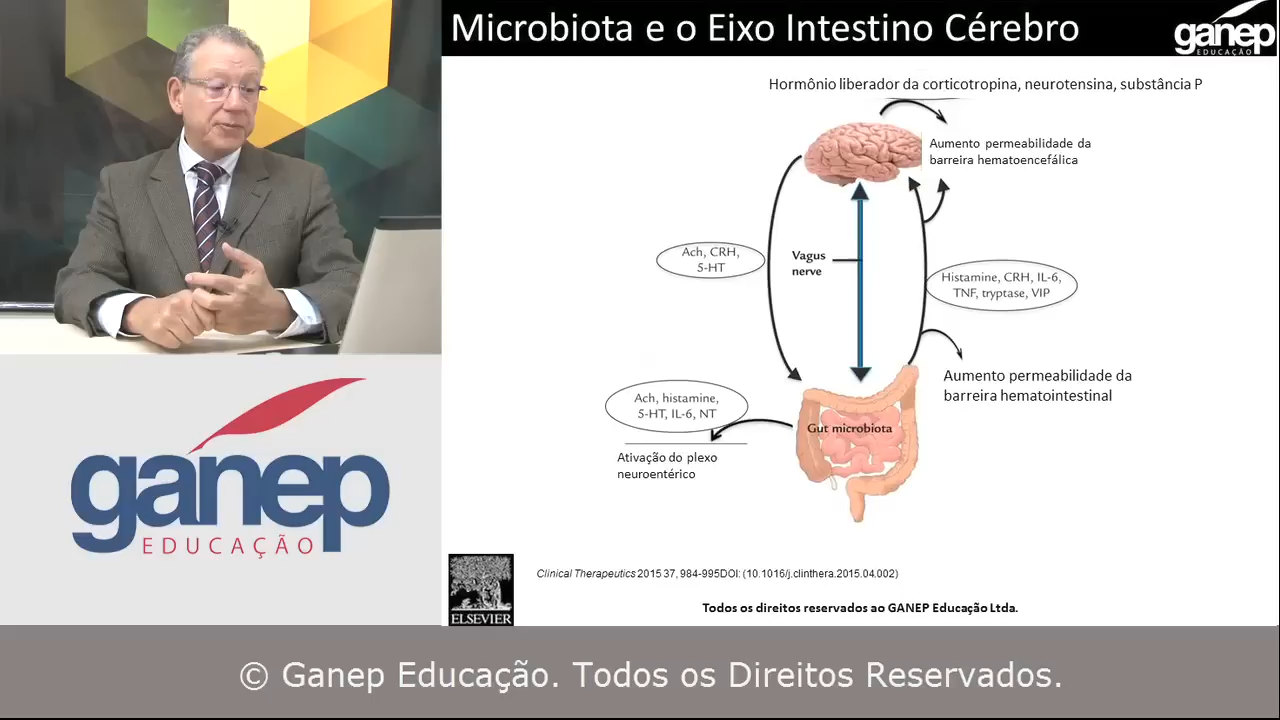 Microbiota e o Eixo Intestino Cérebro
ganep
EDUCAÇÃO
Hormônio liberador da corticotropina, neurotensina, substância P
Aumento permeabilidade da
barreira hematoencefálica
Ach, CRH,
5-HT
Vagus
nerve
Histamine, CRH, IL-6,
TNF, tryptase, VIP
Aumento permeabilidade da
barreira hematointestinal
Ach, histamine,
5-HT, IL-6, NT
Gut microbiota
Ativação do plexo
neuroentérico
ganep
EDUCAÇÃO
Clinical Therapeutics 2015 37, 984-995DOI: (10.1016/j.clinthera.2015.04.002)
ELSEVIER
Todos os direitos reservados ao GANEP Educação Ltda.
© Ganep Educação. Todos os Direitos Reservados.